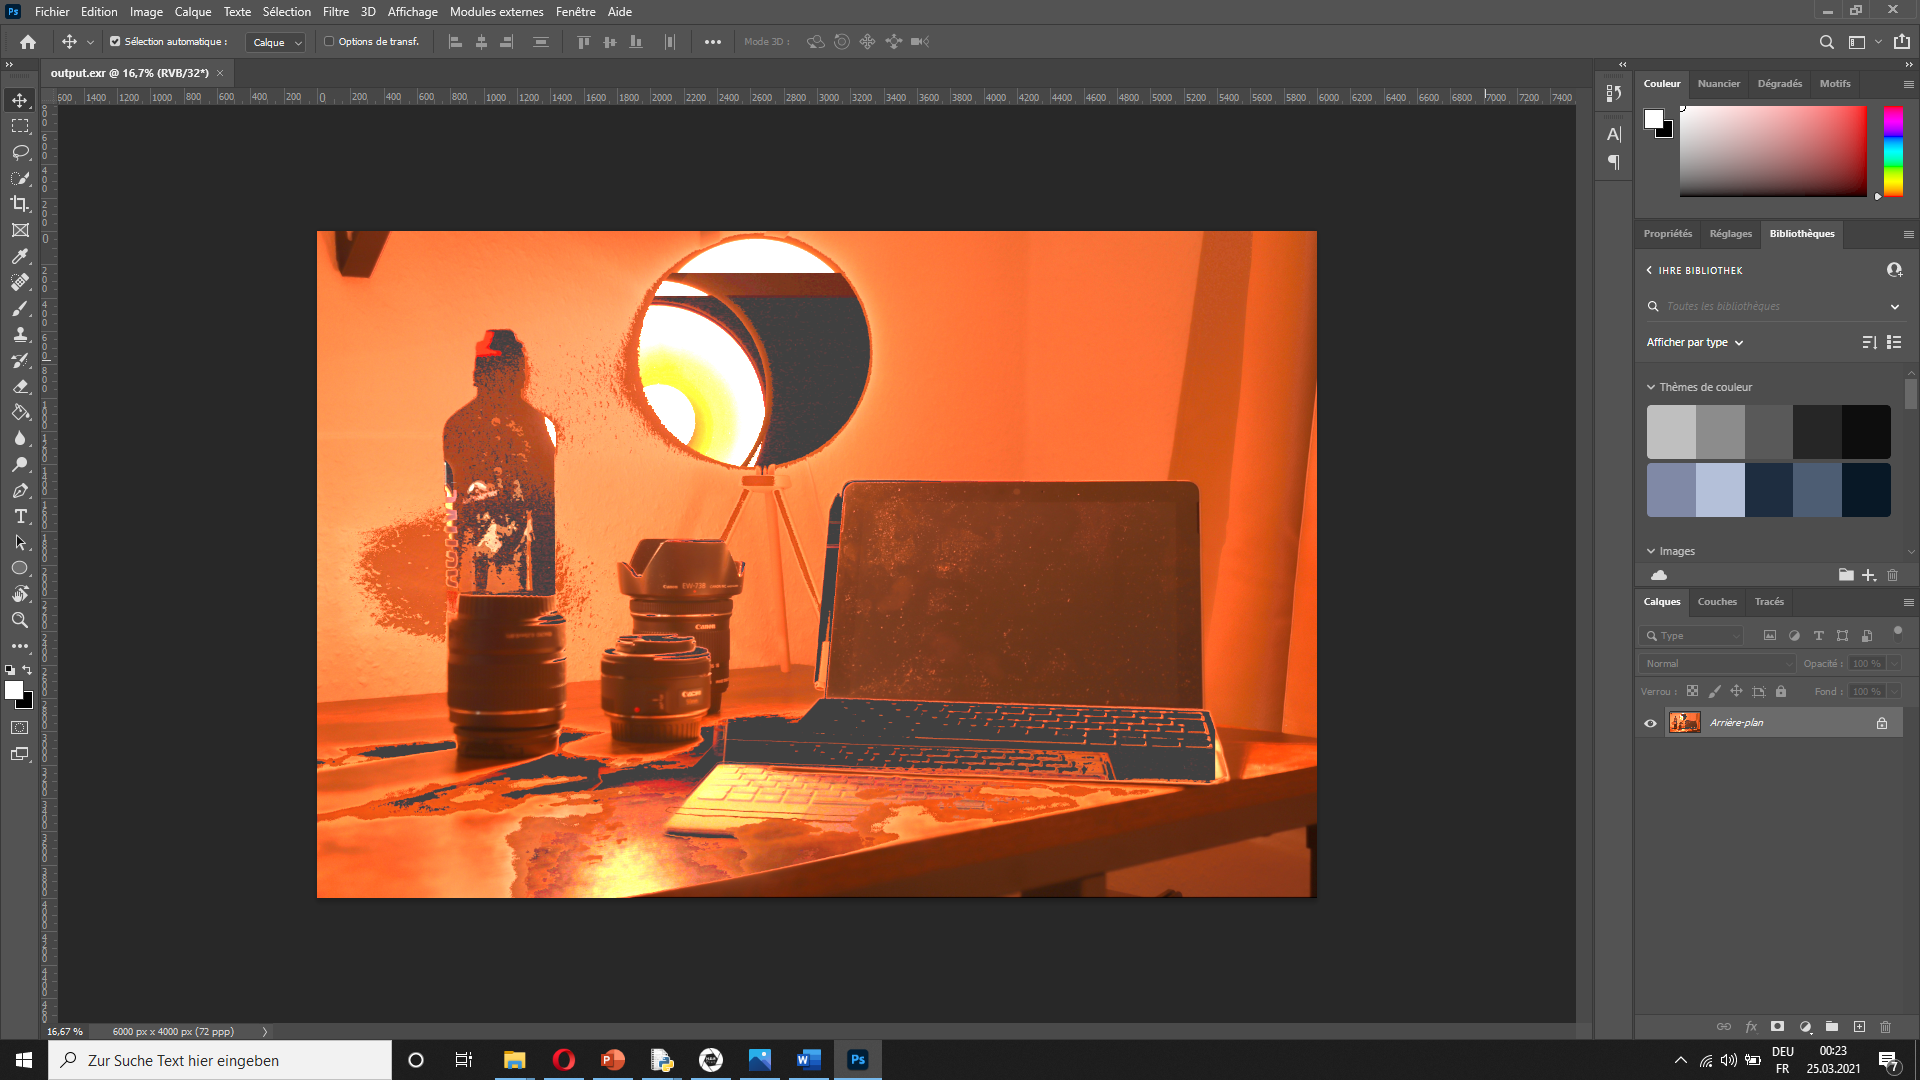 Fichier Edition Image Calque Texte Sélection Filtre 3D Affichage Modules externes Fenêtre Aide
Sélection automatique : Calque Options de transf. Mode 3D :
output.exr @ 16,7% (RVB/32*)
1400 1200 1000 800 600 400 200 0 200 400 600 800 1000 1200 1400 1600 1800 2000 2200 2400 2600 2800 3000 3200 3400 3600 3800 4000 4200 4400 4600 4800 5000 5200 5400 5600 5800 6000 6200 6400 6600 6800 7000 7200 7400
Couleur Nuancier Dégradés Motifs
Propriétés Réglages Bibliothèques
IHRE BIBLIOTHEK
Toutes les bibliothèques
Afficher par type
Thèmes de couleur
Images
Calques Couches Tracés
Type
Normal Opacité : 100 %
Verrou : Fond : 100 %
Arrière-plan
EW-73B
Canon
Canon
16,67 % 6000 px x 4000 px (72 ppp)
Zur Suche Text hier eingeben
DEU
FR
00:23
25.03.2021
7